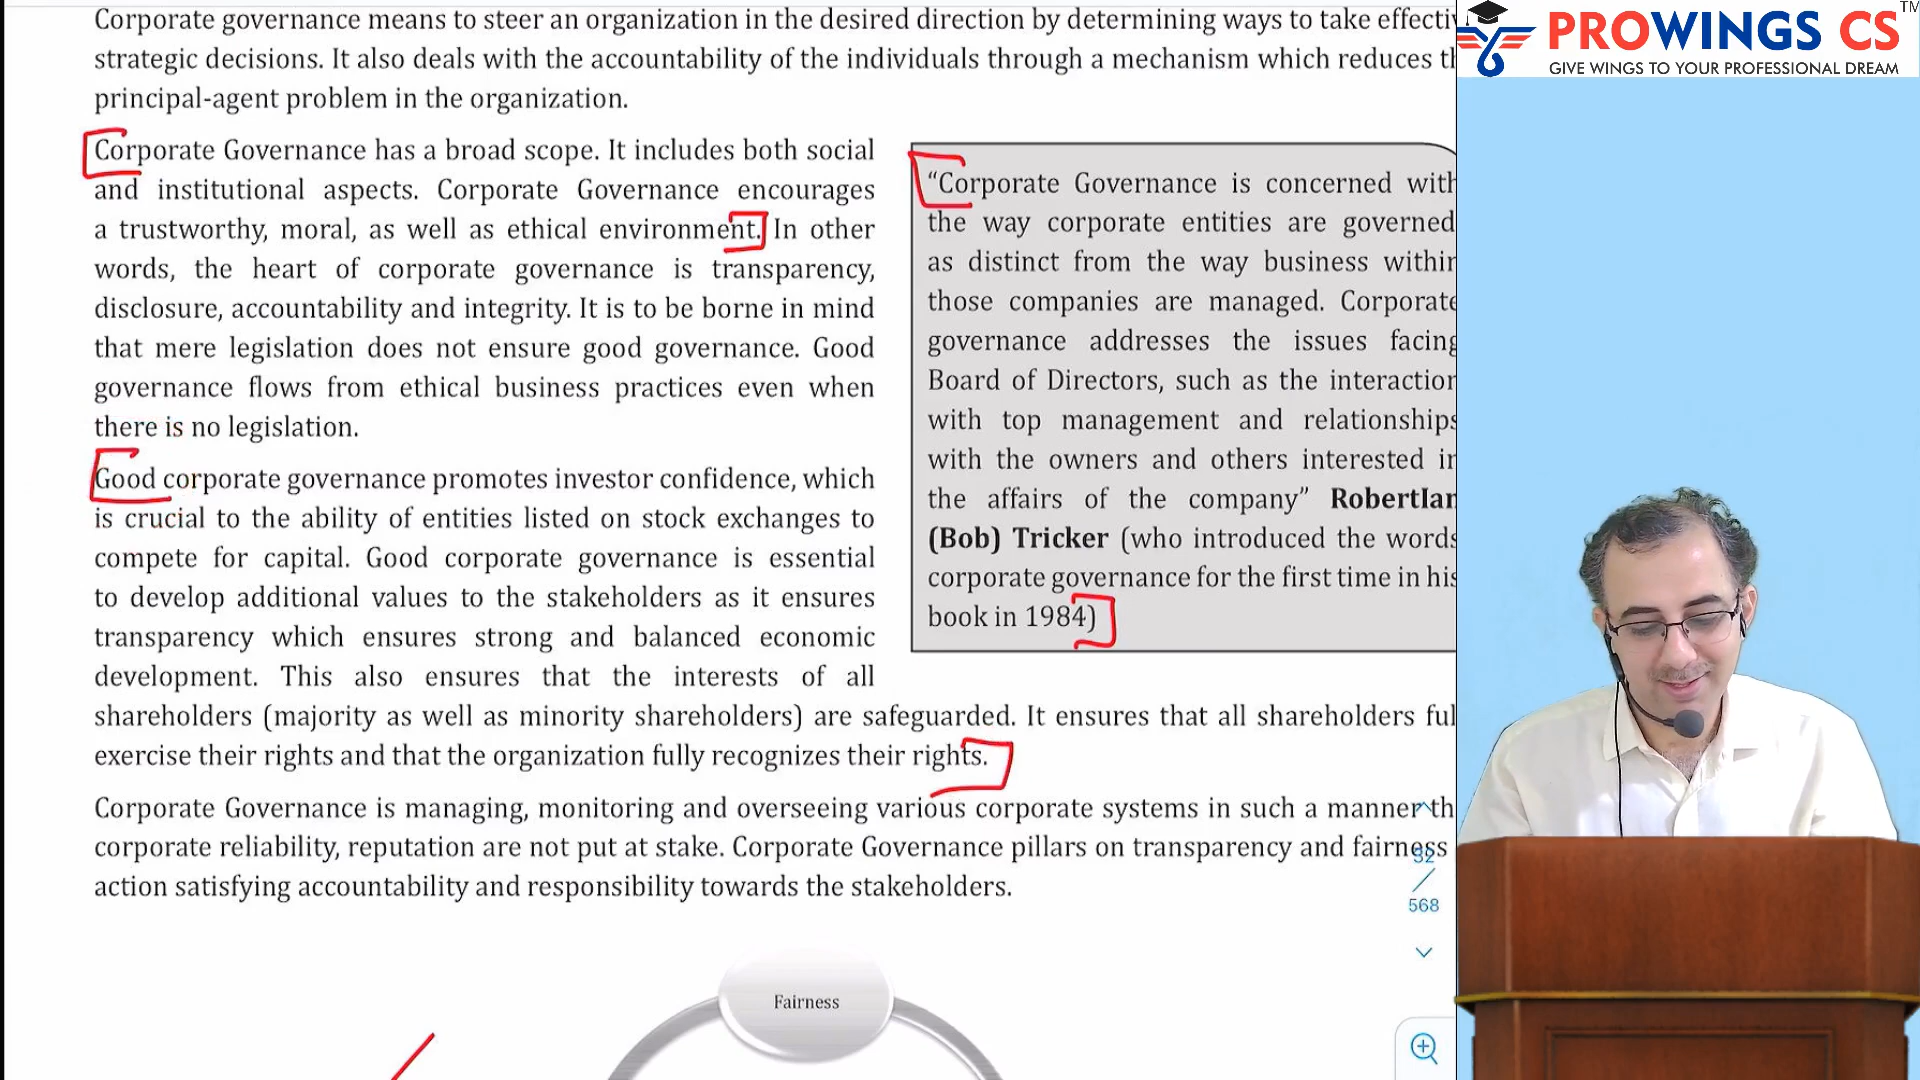 Corporate governance means to steer an organization in the desired direction by determining ways to take
strategic decisions. It also deals with the accountability of the individuals through a mechanism which reduces
principal-agent problem in the organization.
Corporate Governance has a broad scope. It includes both social
and institutional aspects. Corporate Governance encourages
a trustworthy, moral, as well as ethical environment. In other
words, the heart of corporate governance is transparency,
disclosure, accountability and integrity. It is to be borne in mind
that mere legislation does not ensure good governance. Good
governance flows from ethical business practices even when
there is no legislation.
Good corporate governance promotes investor confidence, which
is crucial to the ability of entities listed on stock exchanges to
compete for capital. Good corporate governance is essential
to develop additional values to the stakeholders as it ensures
transparency which ensures strong and balanced economic
development. This also ensures that the interests of all
shareholders (majority as well as minority shareholders) are safeguarded. It ensures that all shareholders
exercise their rights and that the organization fully recognizes their rights.
Corporate Governance is managing, monitoring and overseeing various corporate systems in such a manner
corporate reliability, reputation are not put at stake. Corporate Governance pillars on transparency and fairness
action satisfying accountability and responsibility towards the stakeholders.
“Corporate Governance is concerned with
the way corporate entities are governed
as distinct from the way business within
those companies are managed. Corporate
governance addresses the issues facing
Board of Directors, such as the interaction
with top management and relationships
with the owners and others interested in
the affairs of the company” RobertIan
(Bob) Tricker (who introduced the words
corporate governance for the first time in his
book in 1984)
Fairness
32
568
PROWINGS CS TM
GIVE WINGS TO YOUR PROFESSIONAL DREAM